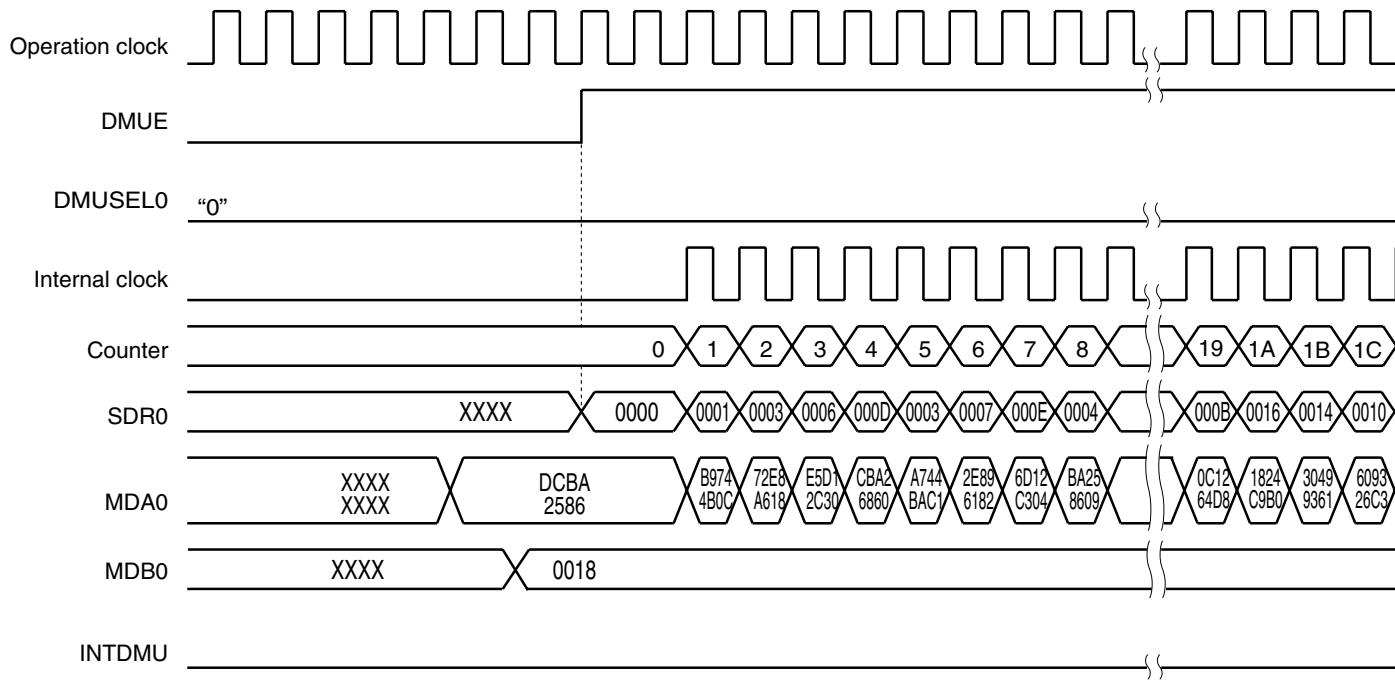 Operation clock
DMUE
DMUSEL0 “0”
Internal clock
Counter 0 1 2 3 4 5 6 7 8 19 1A 1B 1C
SDR0 XXXX 0000 0001 0003 0006 000D 0003 0007 000E 0004 000B 0016 0014 0010
MDA0 XXXX DCBA B974 72E8 E5D1 CBA2 A744 2E89 6D12 BA25 0C12 1824 3049 6093
XXXX 2586 4B0C A618 2C30 6860 BAC1 6182 C304 8609 64D8 C9B0 9361 26C3
MDB0 XXXX 0018
INTDMU